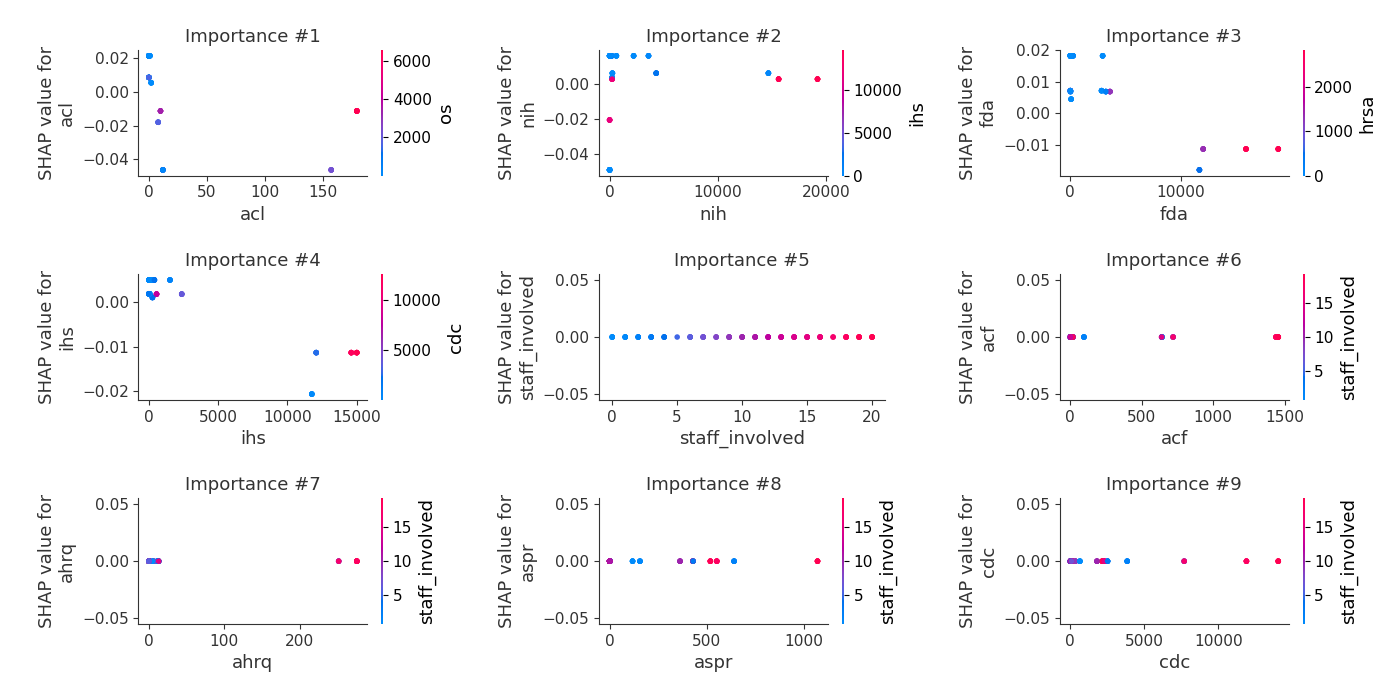 Importance #1
0.02
0.00
−0.02
−0.04
SHAP value for
acl
0
50
100
150
acl
6000
4000
2000
os
Importance #2
0.00
−0.02
−0.04
SHAP value for
nih
0
10000
20000
nih
10000
5000
0
ihs
Importance #3
0.02
0.01
0.00
−0.01
SHAP value for
fda
0
10000
fda
2000
1000
0
hrsa
Importance #4
0.00
−0.01
−0.02
SHAP value for
ihs
0
5000
10000
15000
ihs
10000
5000
cdc
Importance #5
0.05
0.00
−0.05
SHAP value for
staff_involved
0
5
10
15
20
staff_involved
Importance #6
0.05
0.00
−0.05
SHAP value for
acf
0
500
1000
1500
acf
15
10
5
staff_involved
Importance #7
0.05
0.00
−0.05
SHAP value for
ahrq
0
100
200
ahrq
15
10
5
staff_involved
Importance #8
0.05
0.00
−0.05
SHAP value for
aspr
0
500
1000
aspr
15
10
5
staff_involved
Importance #9
0.05
0.00
−0.05
SHAP value for
cdc
0
5000
10000
cdc
15
10
5
staff_involved